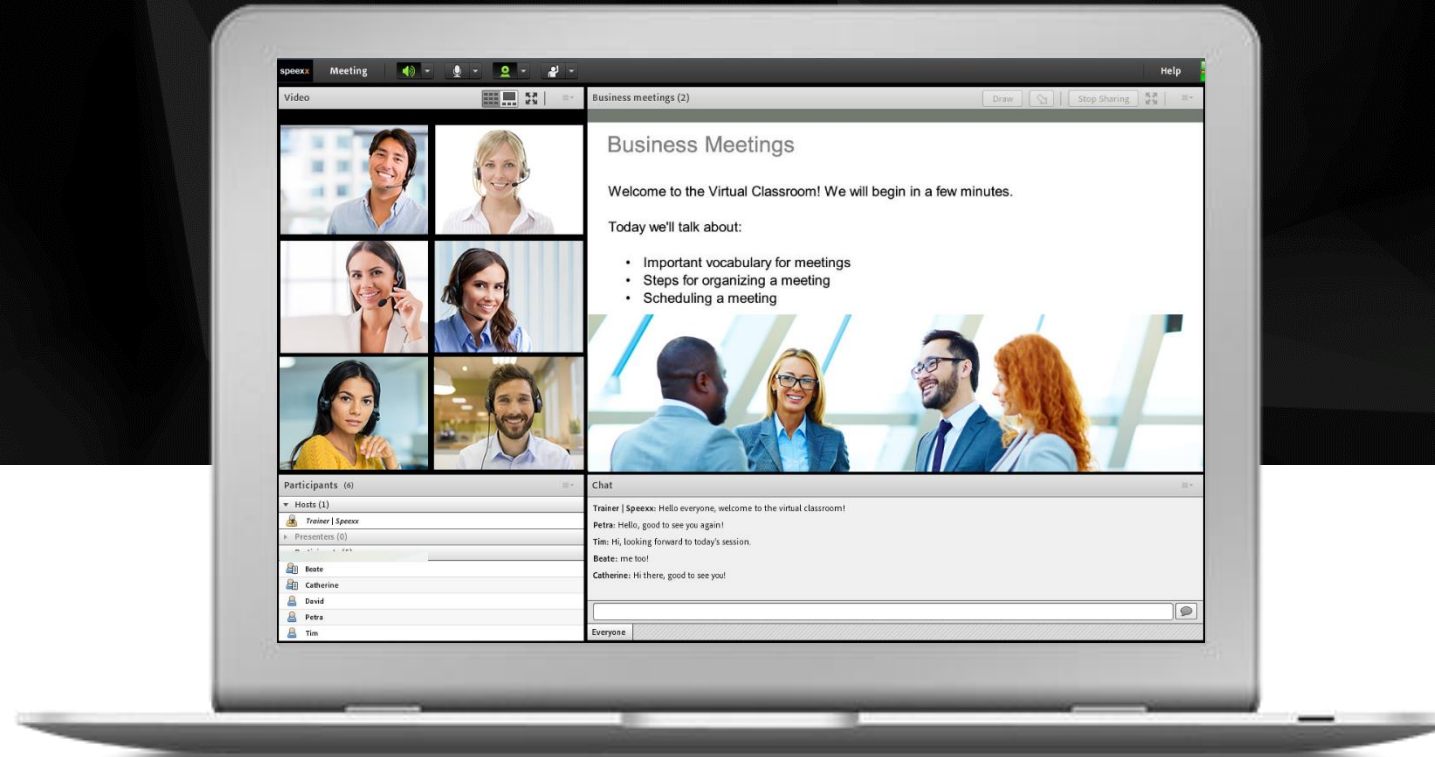 speexx Meeting Help
Video
Business meetings (2) Draw Stop Sharing
Business Meetings
Welcome to the Virtual Classroom! We will begin in a few minutes.
Today we'll talk about:
• Important vocabulary for meetings
• Steps for organizing a meeting
• Scheduling a meeting
Participants (6)
Hosts (1)
Trainer | Speexx
Presenters (0)
Beate
Catherine
David
Petra
Tim
Chat
Trainer | Speexx: Hello everyone, welcome to the virtual classroom!
Petra: Hello, good to see you again!
Tim: Hi, looking forward to today's session.
Beate: me too!
Catherine: Hi there, good to see you!
Everyone